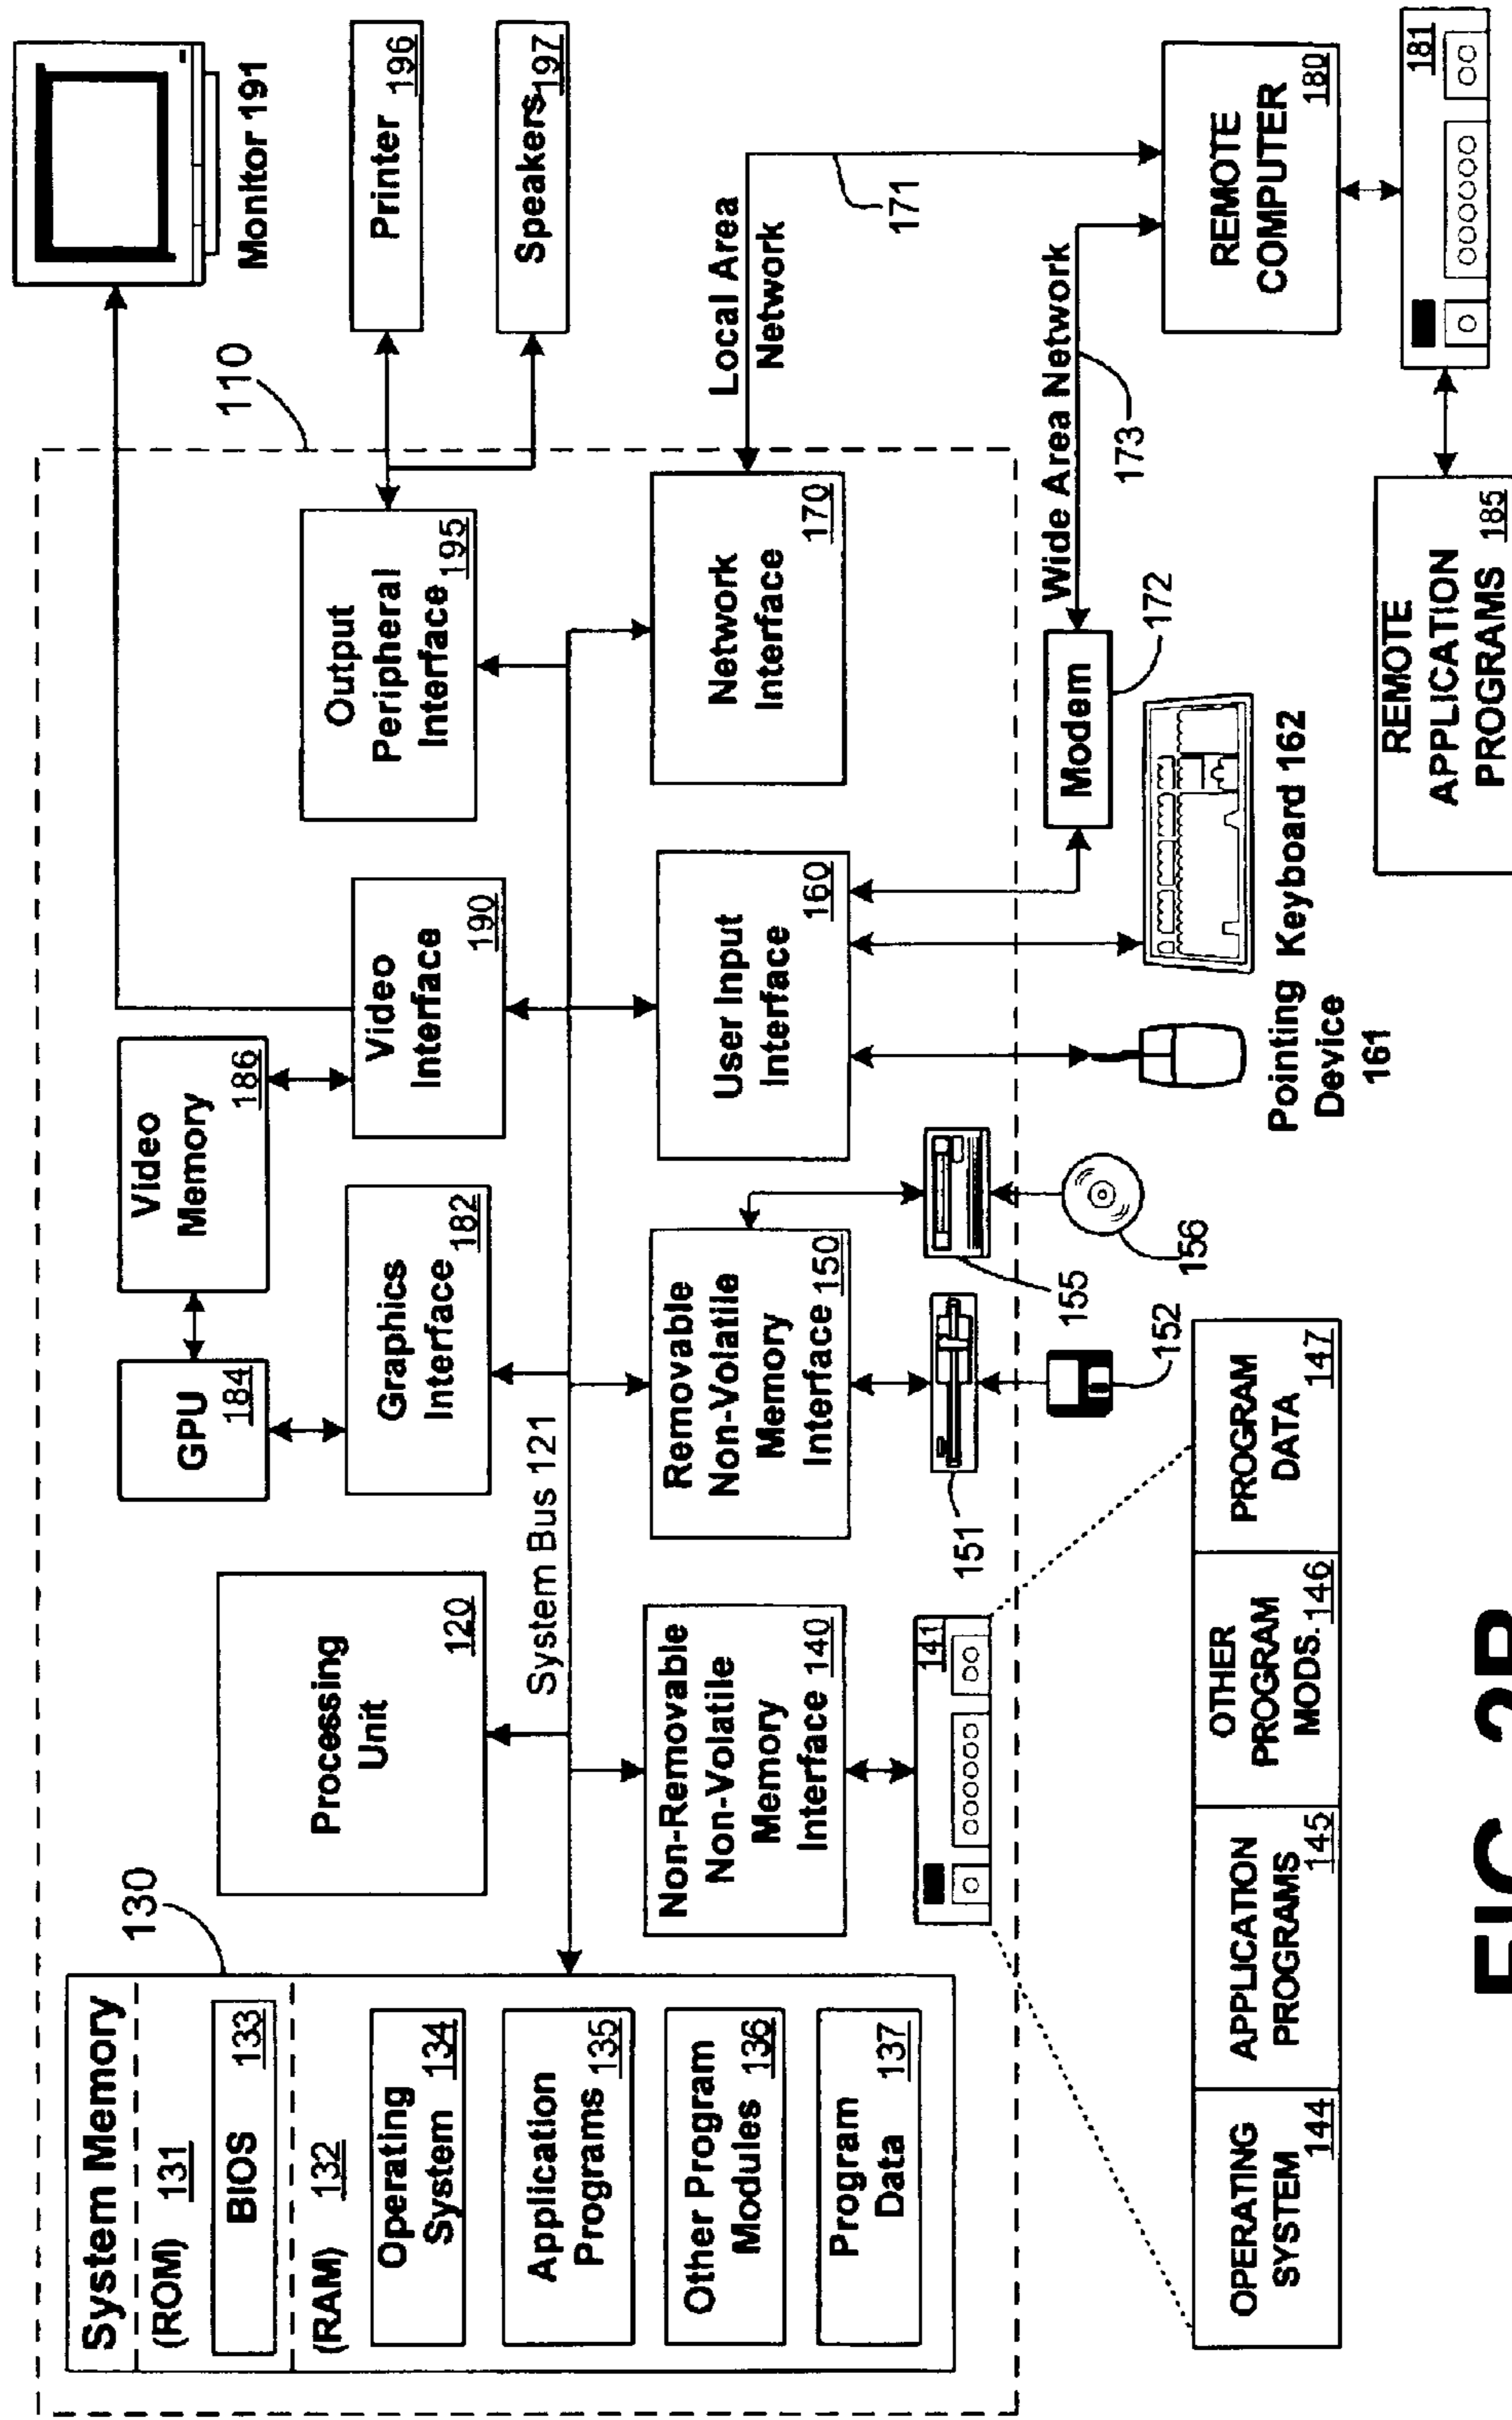 System Memory
(ROM) 131
BIOS 133
(RAM) 132
Operating
System 134
Application
Programs 135
Other Program
Modules 136
Program
Data 137
130
Processing
Unit
120
System Bus 121
GPU
184
Video
Memory
186
Graphics
Interface
182
Video
Interface
190
Output
Peripheral
Interface 195
110
Monitor 191
Printer 196
Speakers 197
Non-Removable
Non-Volatile
Memory
Interface 140
Removable
Non-Volatile
Memory
Interface 150
User Input
Interface
160
Network
Interface
170
Local Area
Network
171
141
151
152
155
156
Pointing
Device
161
Keyboard 162
Modem
172
Wide Area Network
173
REMOTE
COMPUTER
180
181
REMOTE
APPLICATION
PROGRAMS 185
OPERATING
SYSTEM 144
APPLICATION
PROGRAMS 145
OTHER
PROGRAM
MODS. 146
PROGRAM
DATA 147